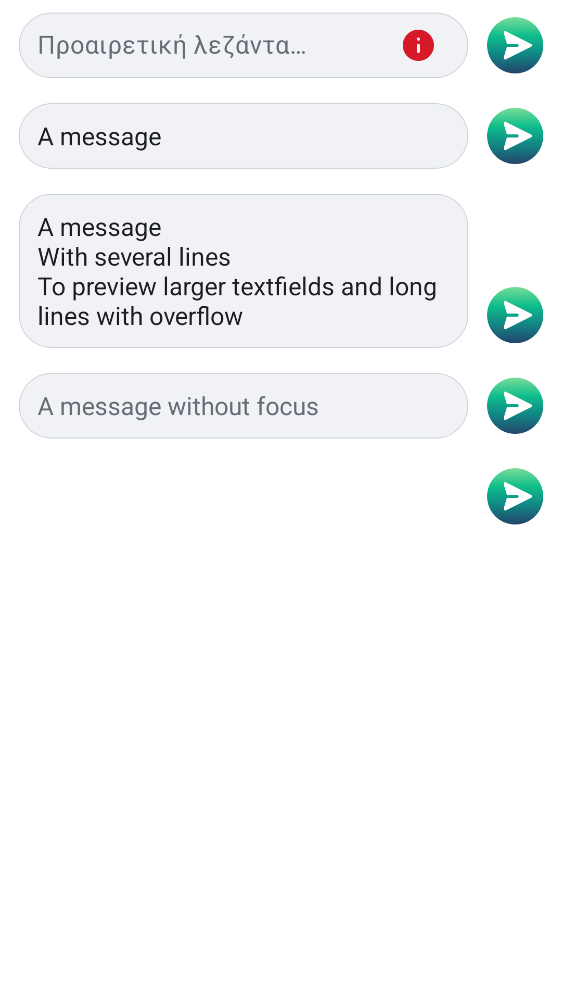 Προαιρετική λεζάντα…
A message
A message
With several lines
To preview larger textfields and long
lines with overflow
A message without focus